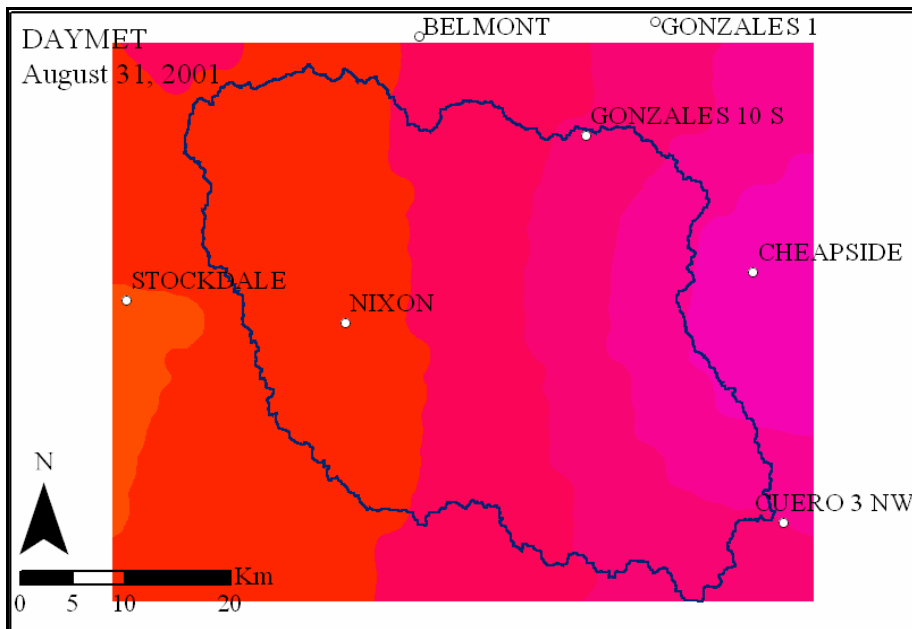 DAYMET
August 31, 2001
BELMONT
GONZALES 1
GONZALES 10 S
CHEAPSIDE
STOCKDALE
NIXON
CUERO 3 NW
N
Km
0 5 10 20